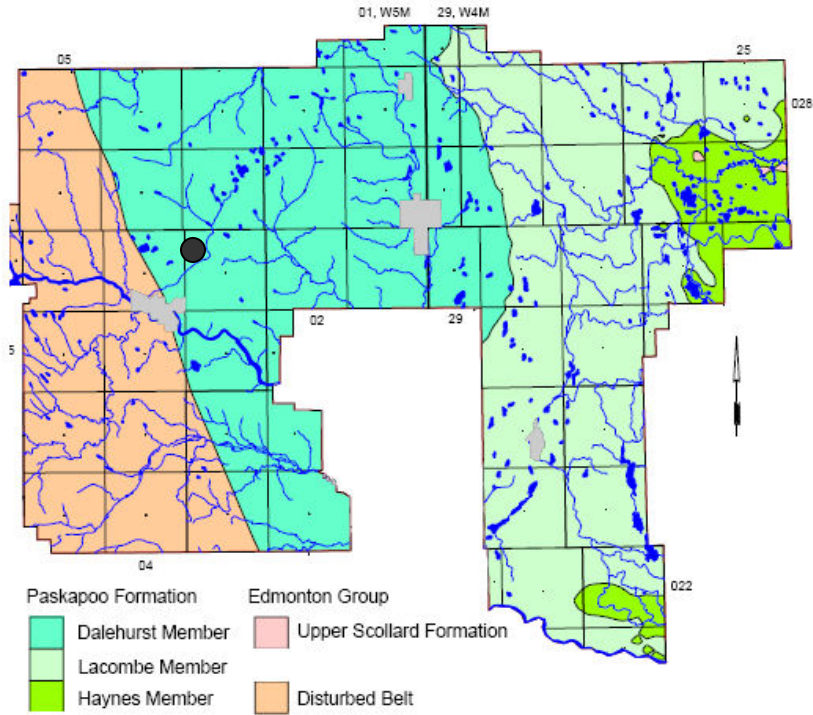 01, W5M 29, W4M
05
25
028
02
29
5
04
022
Paskapoo Formation Edmonton Group
Dalehurst Member Upper Scollard Formation
Lacombe Member
Haynes Member Disturbed Belt